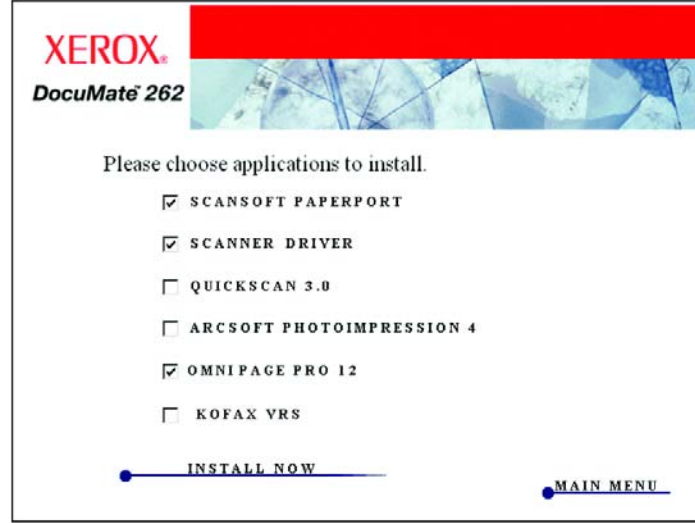 XEROX®
DocuMate™ 262
Please choose applications to install.
SCANSOFT PAPERPORT
SCANNER DRIVER
QUICKSCAN 3.0
ARCSOFT PHOTOIMPRESSION 4
OMNIPAGE PRO 12
KOFAX VRS
INSTALL NOW
MAIN MENU